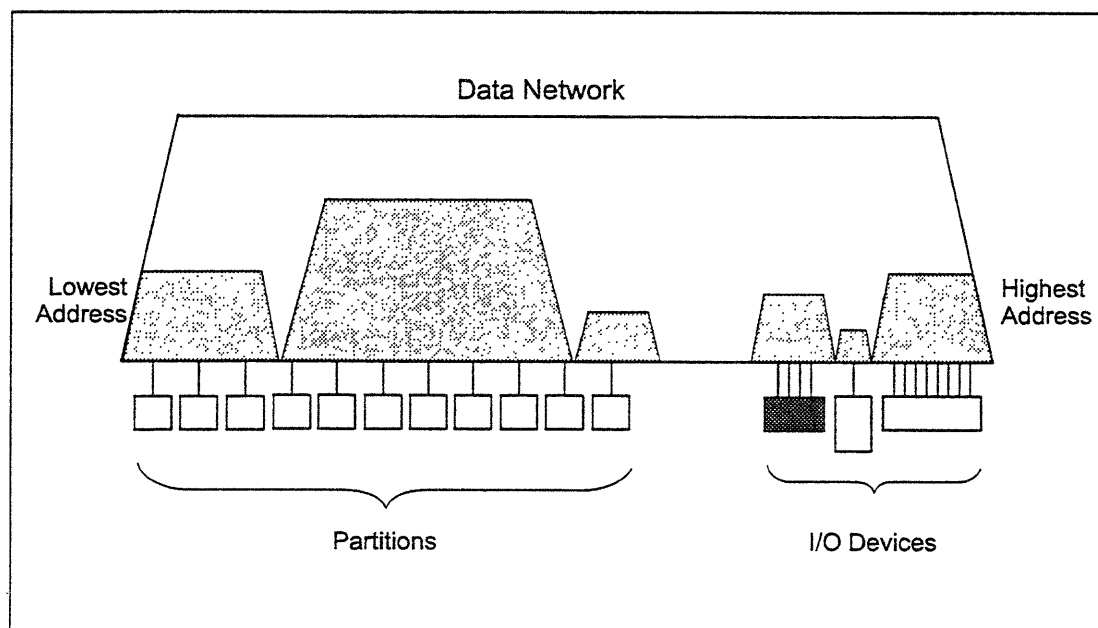 Data Network
Lowest
Address
Highest
Address
Partitions
I/O Devices